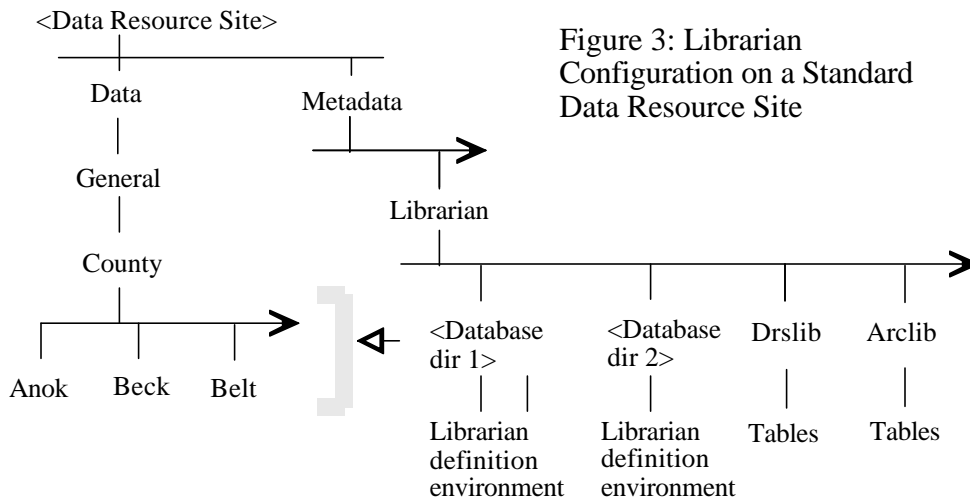 <Data Resource Site>
Figure 3: Librarian
Configuration on a Standard
Data Resource Site
Data
Metadata
General
Librarian
County
<Database
dir 1>
<Database
dir 2>
Drslib
Arclib
Anok
Beck
Belt
Librarian
definition
environment
Librarian
definition
environment
Tables
Tables